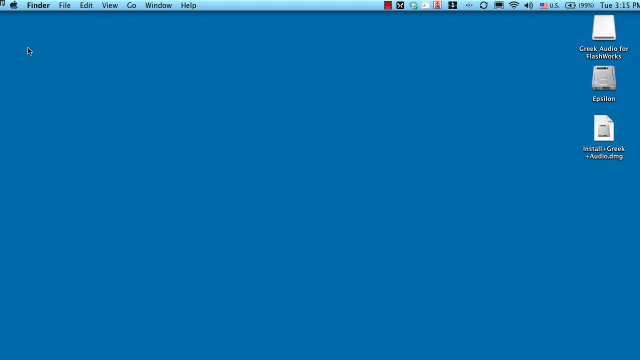 Finder File Edit View Go Window Help U.S. (99%) Tue 3:15 PM
Greek Audio for
FlashWorks
Epsilon
Install+Greek
+Audio.dmg